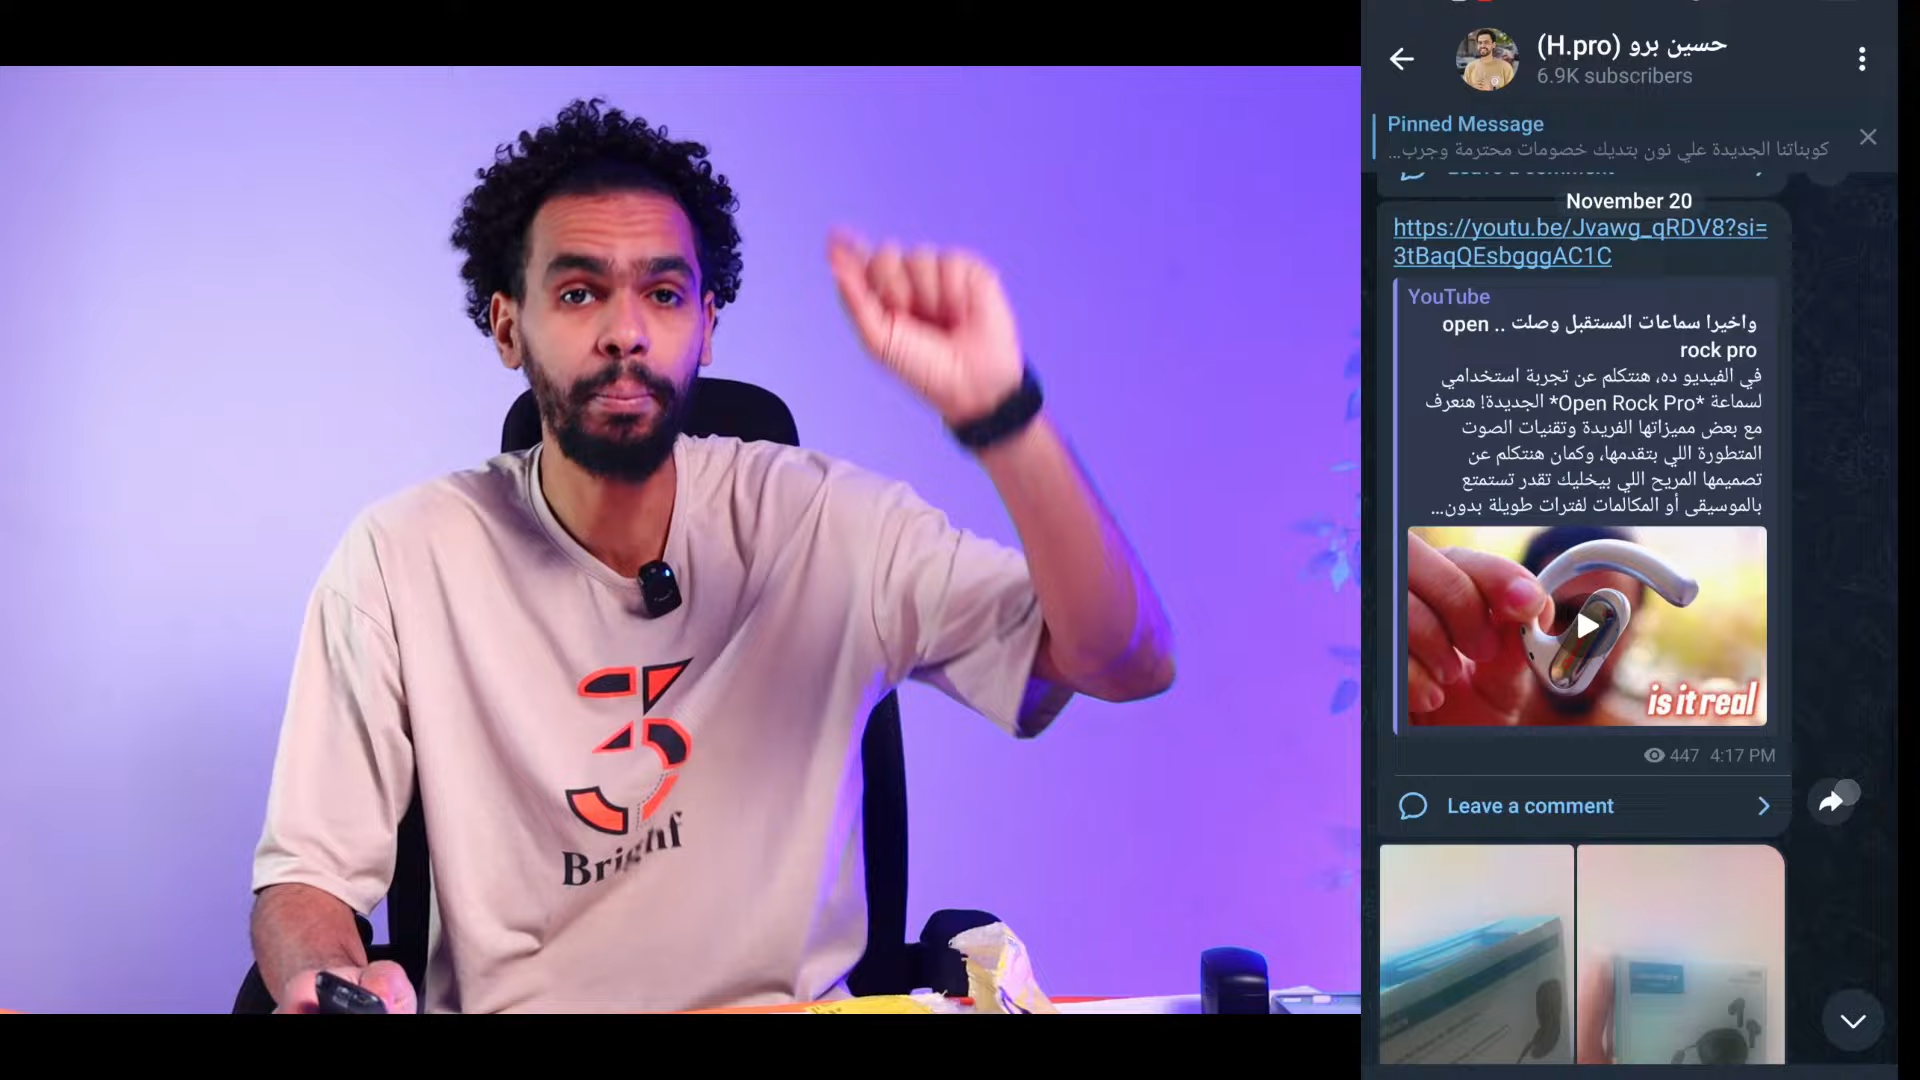 حسين برو (H.pro)
6.9K subscribers
Pinned Message
كوبناتنا الجديدة علي نون بتديك خصومات محترمة وجرب...
November 20
https://youtu.be/Jvawg_qRDV8?si=
3tBaqQEsbgggAC1C
YouTube
واخيرا سماعات المستقبل وصلت .. open
rock pro
في الفيديو ده، هنتكلم عن تجربة استخدامي
لسماعة *Open Rock Pro* الجديدة! هنعرف
مع بعض مميزاتها الفريدة وتقنيات الصوت
المتطورة اللي بتقدمها، وكمان هنتكلم عن
تصميمها المريح اللي بيخليك تقدر تستمتع
بالموسيقى أو المكالمات لفترات طويلة بدون...
is it real
447 4:17 PM
Leave a comment
3